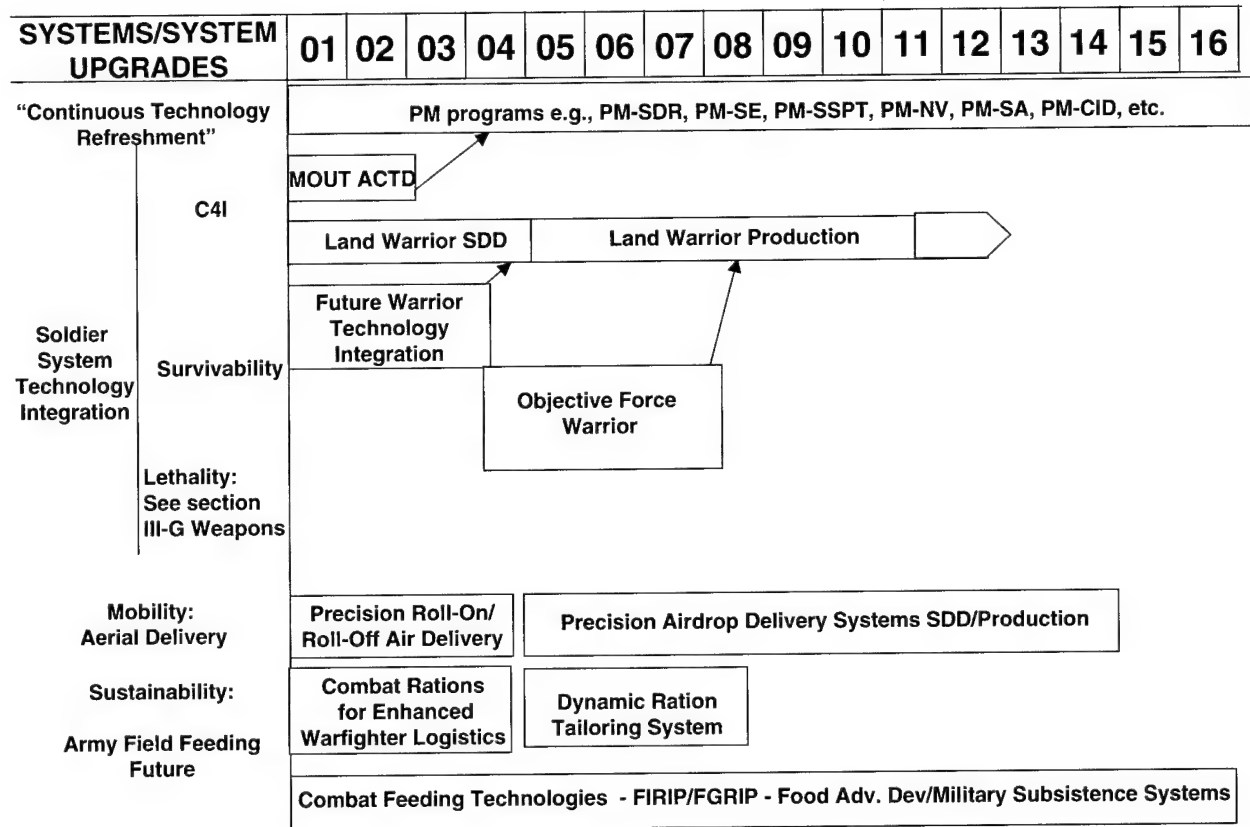 SYSTEMS/SYSTEM
UPGRADES
01 02 03 04 05 06 07 08 09 10 11 12 13 14 15 16
“Continuous Technology
Refreshment”
PM programs e.g., PM-SDR, PM-SE, PM-SSPT, PM-NV, PM-SA, PM-CID, etc.
MOUT ACTD
C4I
Land Warrior SDD
Land Warrior Production
Future Warrior
Technology
Integration
Soldier
System
Technology
Integration
Survivability
Objective Force
Warrior
Lethality:
See section
III-G Weapons
Mobility:
Aerial Delivery
Precision Roll-On/
Roll-Off Air Delivery
Precision Airdrop Delivery Systems SDD/Production
Sustainability:
Combat Rations
for Enhanced
Warfighter Logistics
Dynamic Ration
Tailoring System
Army Field Feeding
Future
Combat Feeding Technologies - FIRIP/FGRIP - Food Adv. Dev/Military Subsistence Systems